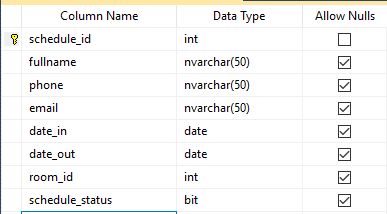 Column Name Data Type Allow Nulls
schedule_id int
fullname nvarchar(50)
phone nvarchar(50)
email nvarchar(50)
date_in date
date_out date
room_id int
schedule_status bit